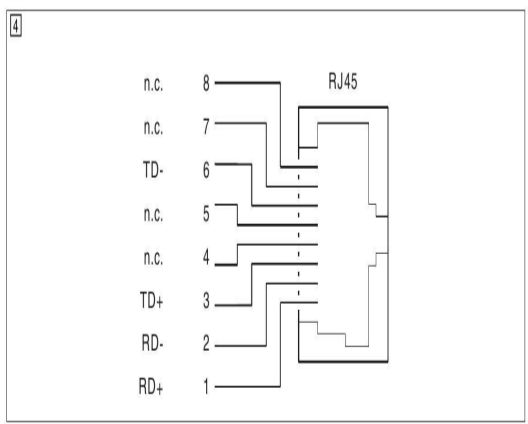 4
RJ45
n.c. 8
n.c. 7
TD- 6
n.c. 5
n.c. 4
TD+ 3
RD- 2
RD+ 1